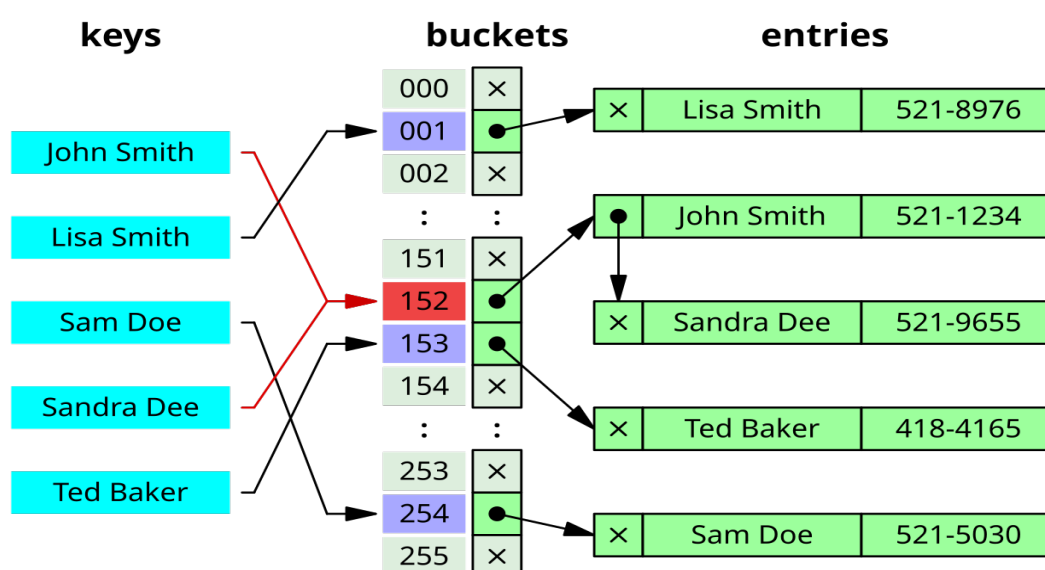 keys buckets entries
John Smith
Lisa Smith
Sam Doe
Sandra Dee
Ted Baker
000 ×
001
002 ×
: :
151 ×
152
153
154 ×
: :
253 ×
254
255 ×
× Lisa Smith 521-8976
John Smith 521-1234
× Sandra Dee 521-9655
× Ted Baker 418-4165
× Sam Doe 521-5030